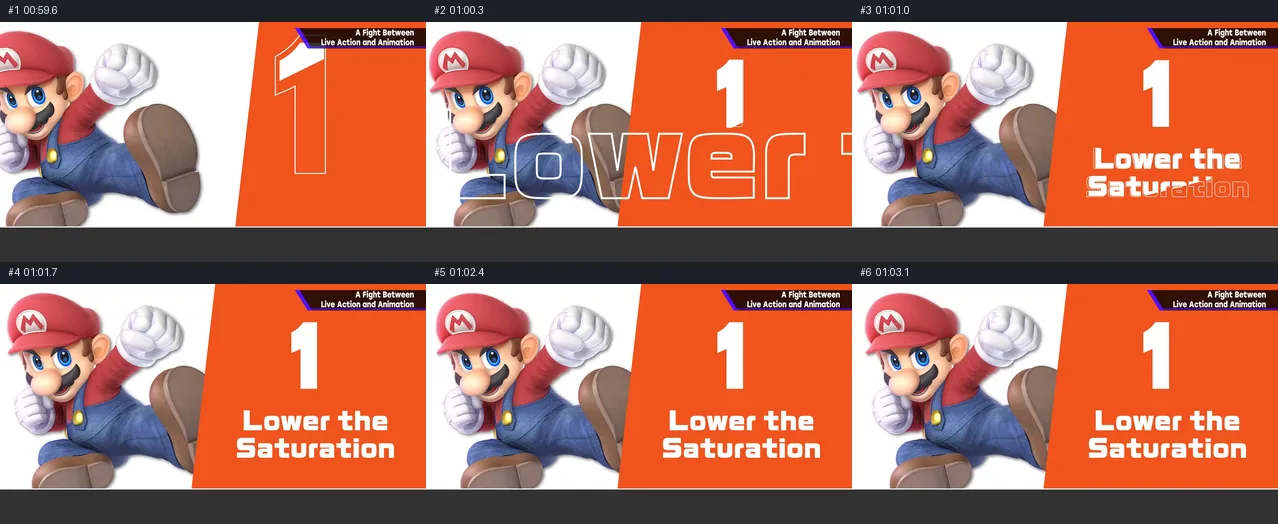 #1 00:59.6
A Fight Between
Live Action and Animation
1
#2 01:00.3
A Fight Between
Live Action and Animation
1
Lower t
#3 01:01.0
A Fight Between
Live Action and Animation
1
Lower the
Saturation
#4 01:01.7
A Fight Between
Live Action and Animation
1
Lower the
Saturation
#5 01:02.4
A Fight Between
Live Action and Animation
1
Lower the
Saturation
#6 01:03.1
A Fight Between
Live Action and Animation
1
Lower the
Saturation